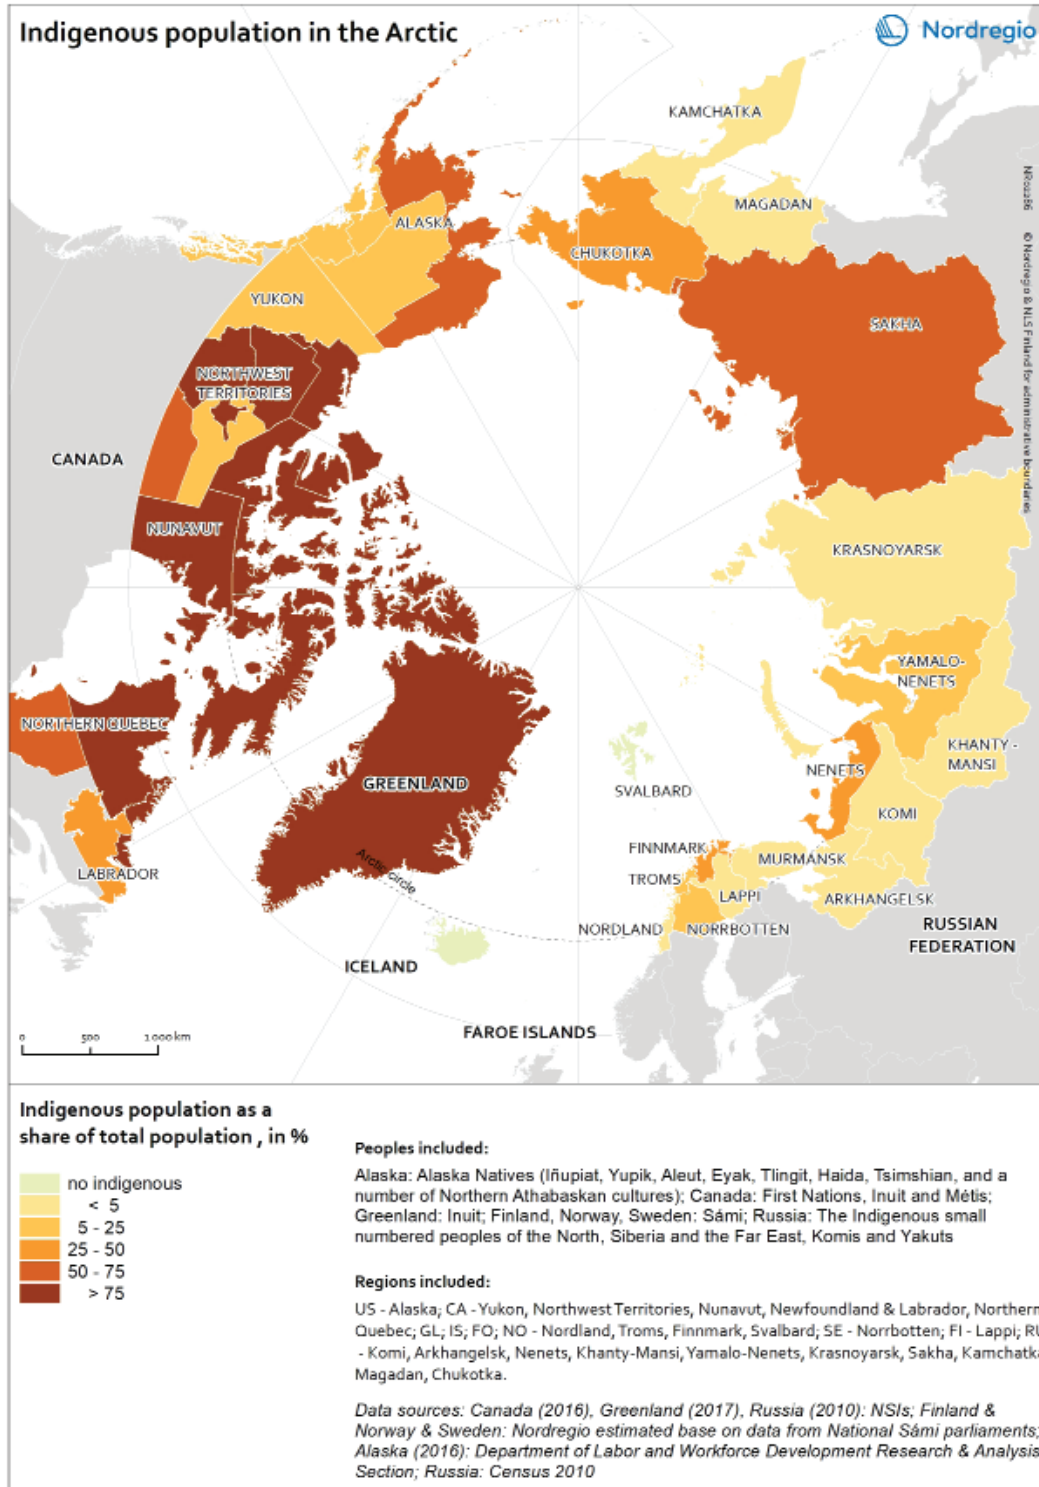 Indigenous population in the Arctic
Nordregio
KAMCHATKA
MAGADAN
ALASKA
CHUKOTKA
YUKON
SAKHA
NORTHWEST
TERRITORIES
CANADA
NUNAVUT
KRASNOYARSK
YAMALO-
NENETS
NORTHERN QUEBEC
KHANTY -
MANSI
NENETS
GREENLAND
SVALBARD
KOMI
FINNMARK
MURMANSK
Arctic circle
LABRADOR
TROMS
LAPPI
ARKHANGELSK
NORDLAND
NORRBOTTEN
RUSSIAN
FEDERATION
ICELAND
FAROE ISLANDS
0 500 1 000 km
NR02286 © Nordregio & NLS Finland for administrative boundaries
Indigenous population as a
share of total population , in %
no indigenous
< 5
5 - 25
25 - 50
50 - 75
> 75
Peoples included:
Alaska: Alaska Natives (Iñupiat, Yupik, Aleut, Eyak, Tlingit, Haida, Tsimshian, and a
number of Northern Athabaskan cultures); Canada: First Nations, Inuit and Métis;
Greenland: Inuit; Finland, Norway, Sweden: Sámi; Russia: The Indigenous small
numbered peoples of the North, Siberia and the Far East, Komis and Yakuts
Regions included:
US - Alaska; CA - Yukon, Northwest Territories, Nunavut, Newfoundland & Labrador, Northern
Quebec; GL; IS; FO; NO - Nordland, Troms, Finnmark, Svalbard; SE - Norrbotten; FI - Lappi; RU
- Komi, Arkhangelsk, Nenets, Khanty-Mansi, Yamalo-Nenets, Krasnoyarsk, Sakha, Kamchatka
Magadan, Chukotka.
Data sources: Canada (2016), Greenland (2017), Russia (2010): NSIs; Finland &
Norway & Sweden: Nordregio estimated base on data from National Sámi parliaments;
Alaska (2016): Department of Labor and Workforce Development Research & Analysis
Section; Russia: Census 2010